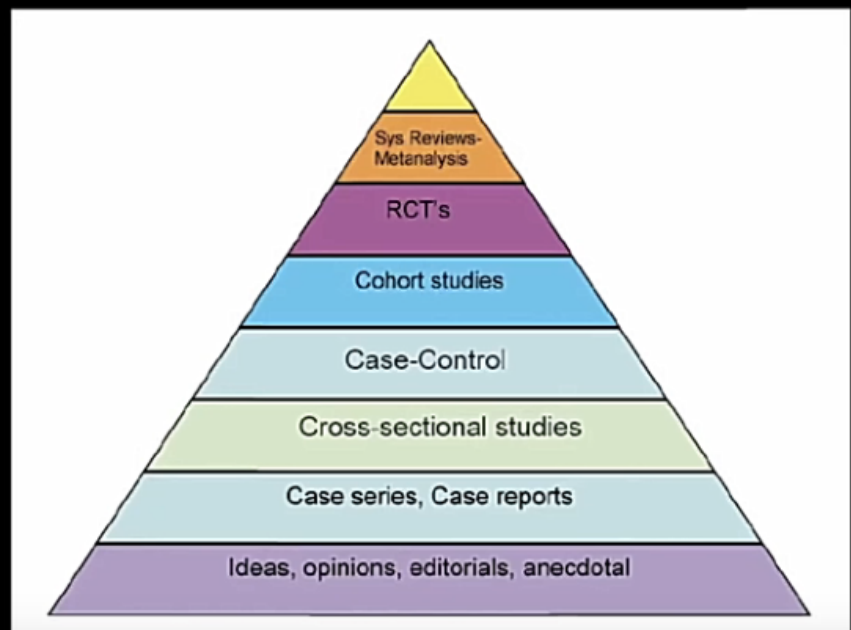 Sys Reviews-
Metanalysis
RCT's
Cohort studies
Case-Control
Cross-sectional studies
Case series, Case reports
Ideas, opinions, editorials, anecdotal